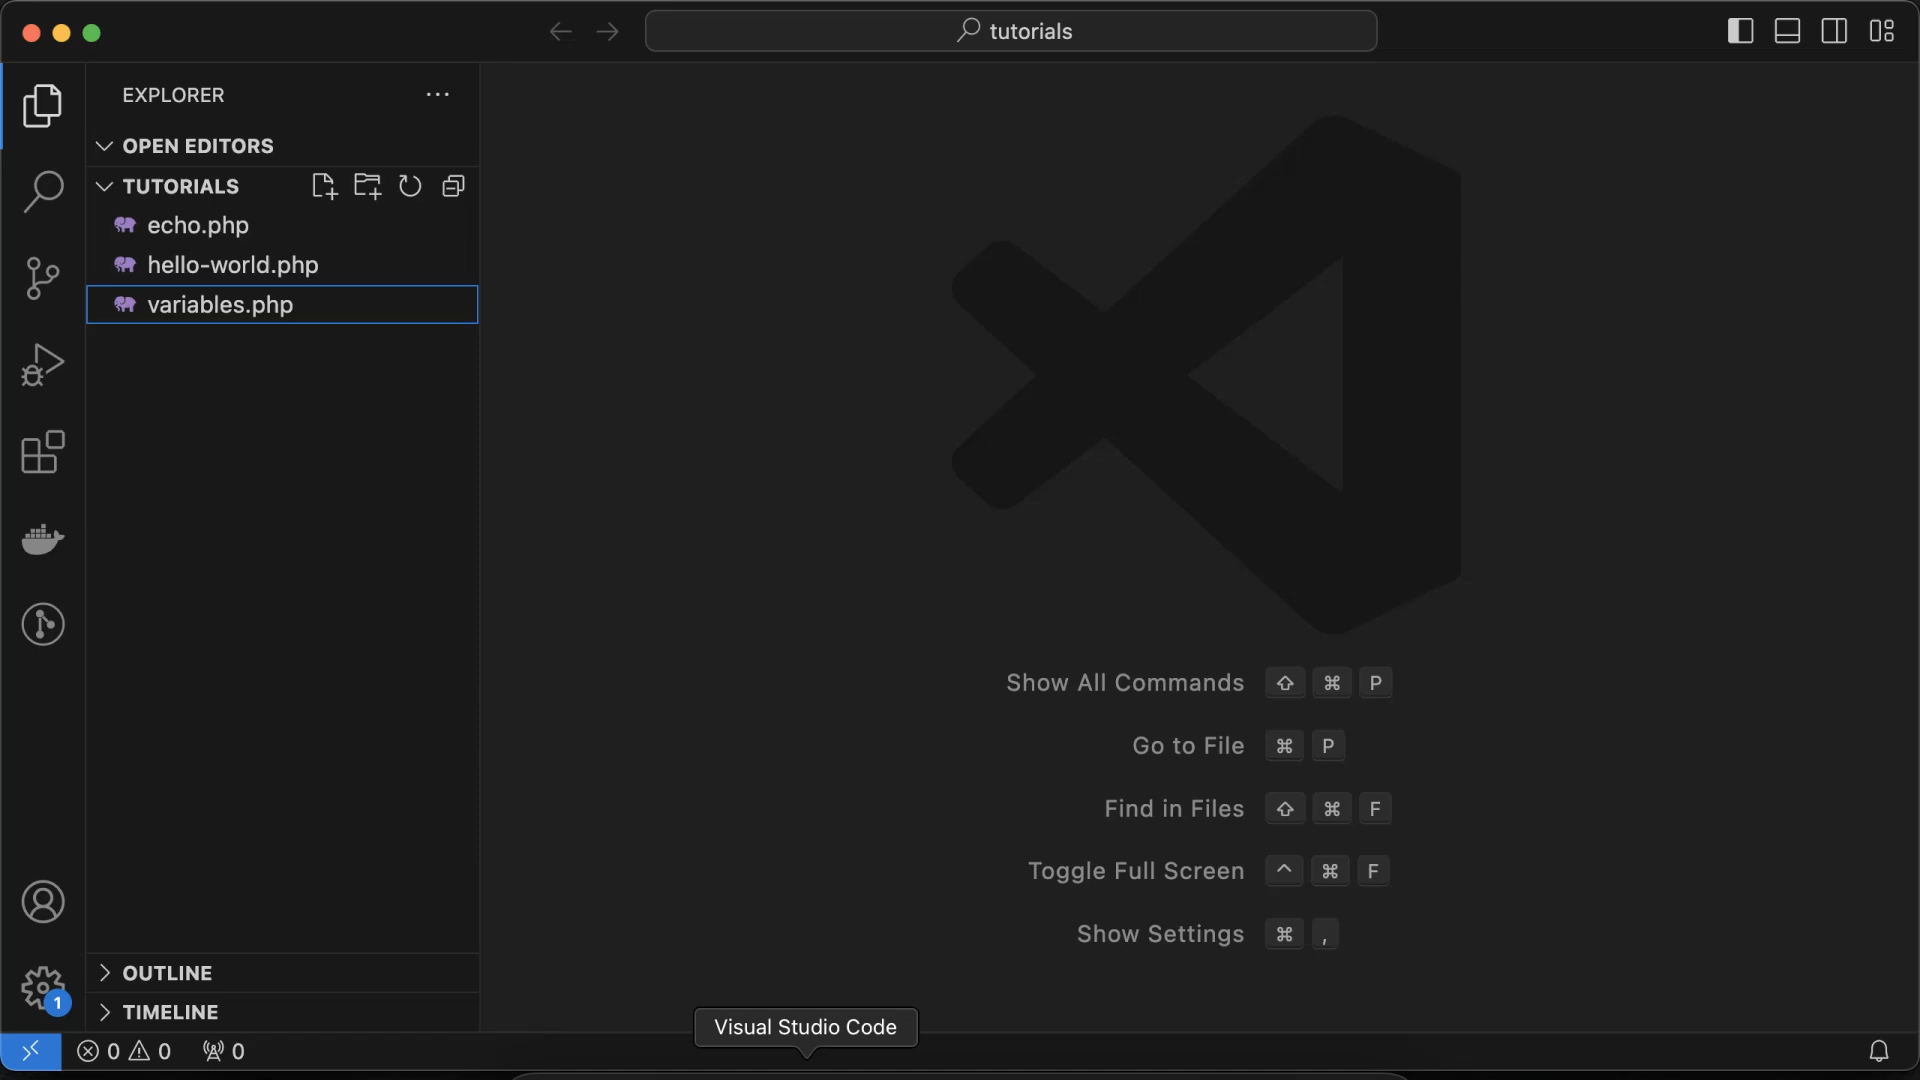 tutorials
EXPLORER
OPEN EDITORS
TUTORIALS
echo.php
hello-world.php
variables.php
Show All Commands ⇧ ⌘ P
Go to File ⌘ P
Find in Files ⇧ ⌘ F
Toggle Full Screen ^ ⌘ F
Show Settings ⌘ ,
OUTLINE
1
TIMELINE
Visual Studio Code
0 0 0